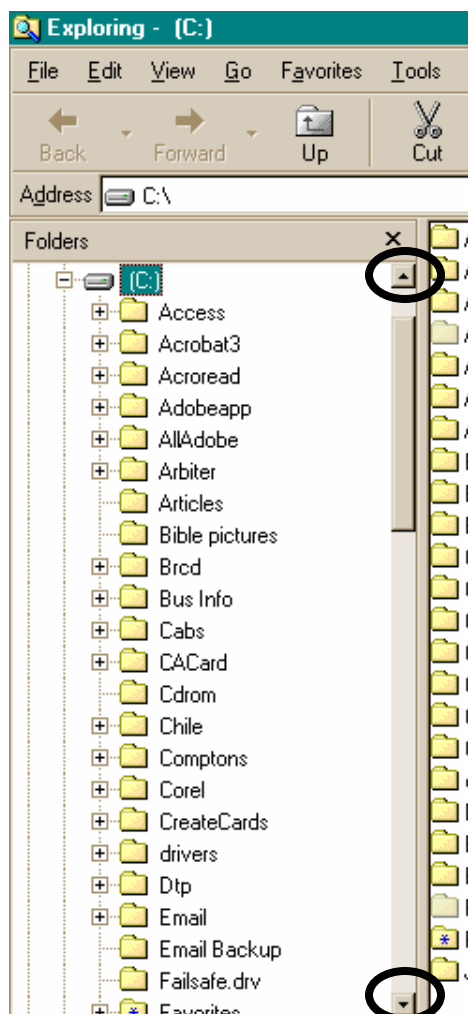 Exploring - (C:)
File Edit View Go Favorites Tools
Back Forward Up Cut
Address C:\
Folders
(C:)
Access
Acrobat3
Acroread
Adobeapp
AllAdobe
Arbiter
Articles
Bible pictures
Brcd
Bus Info
Cabs
CACard
Cdrom
Chile
Comptons
Corel
CreateCards
drivers
Dtp
Email
Email Backup
Failsafe.drv
Favorites